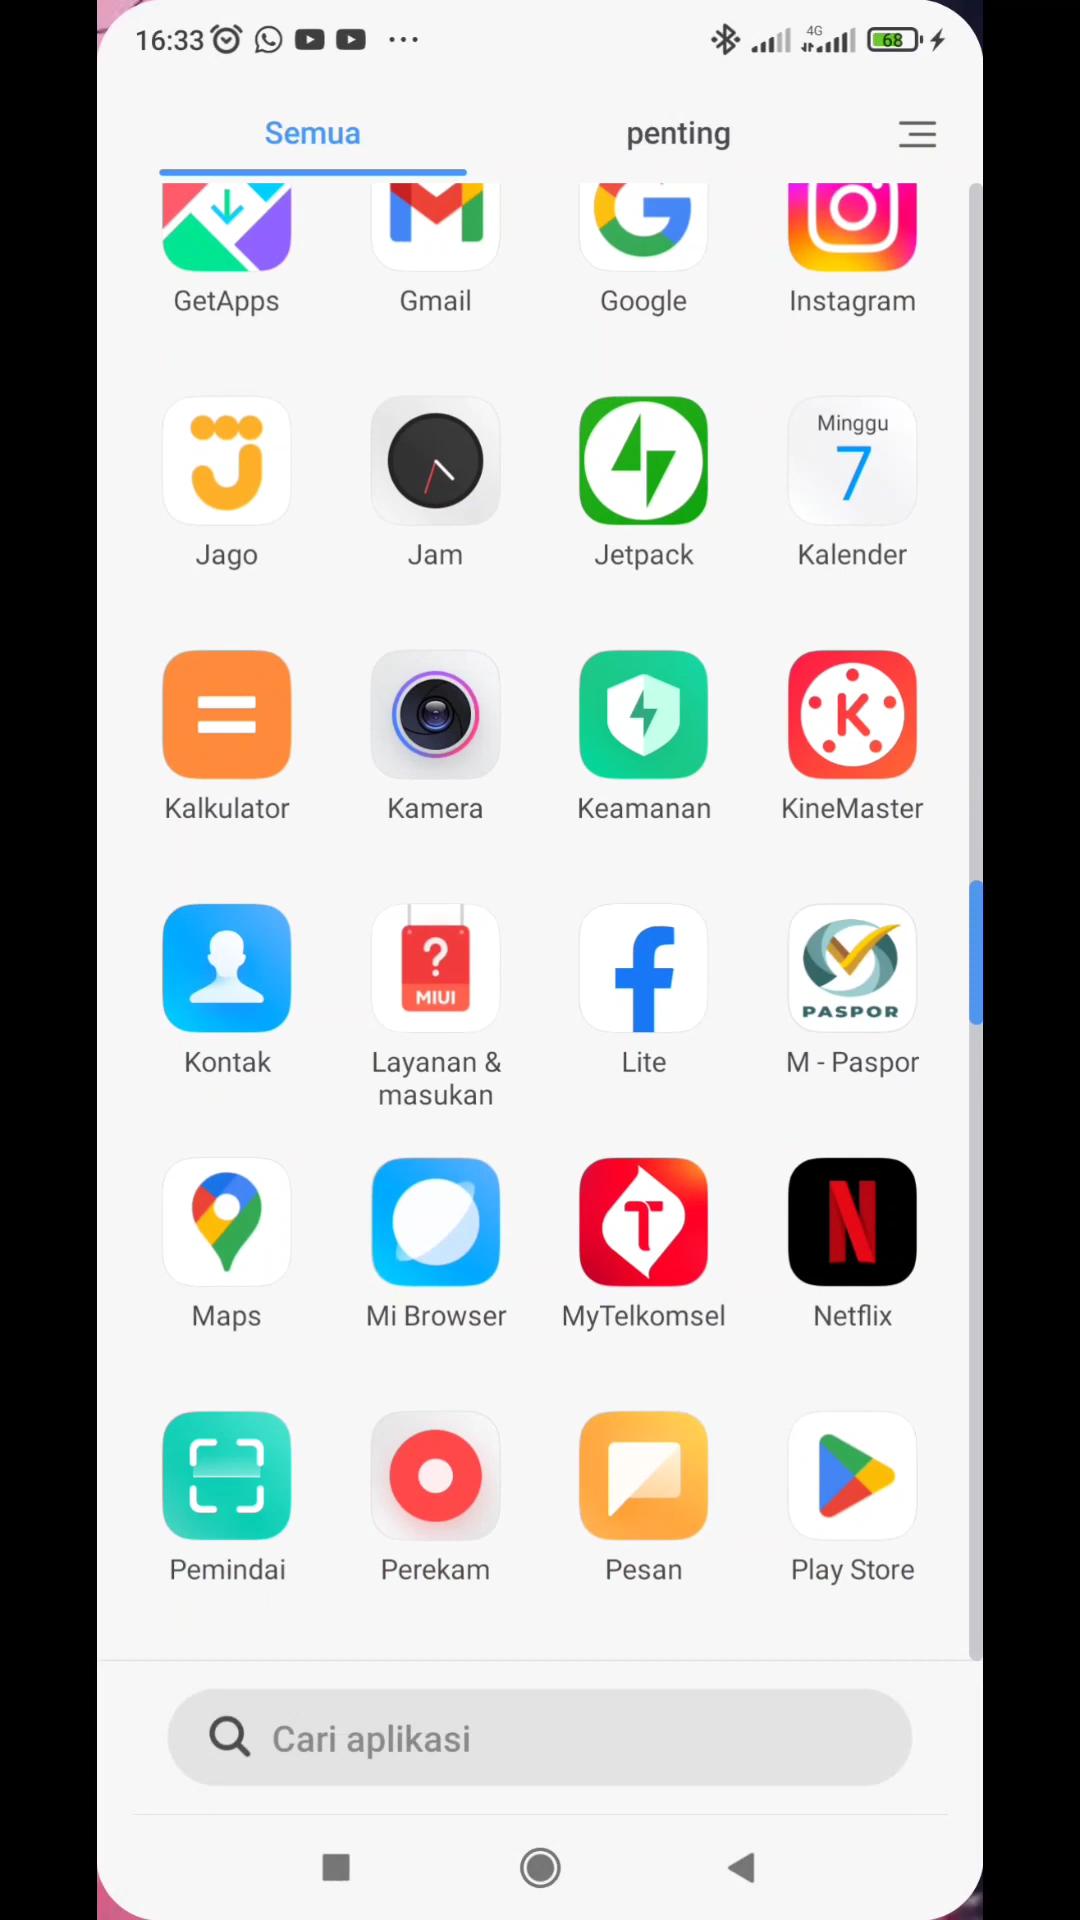 16:33
4G
68
Semua penting
GetApps Gmail Google Instagram
Minggu
7
Jago Jam Jetpack Kalender
K
Kalkulator Kamera Keamanan KineMaster
?
MIUI
PASPOR
Kontak Layanan & masukan Lite M - Paspor
T
N
Maps Mi Browser MyTelkomsel Netflix
Pemindai Perekam Pesan Play Store
Cari aplikasi